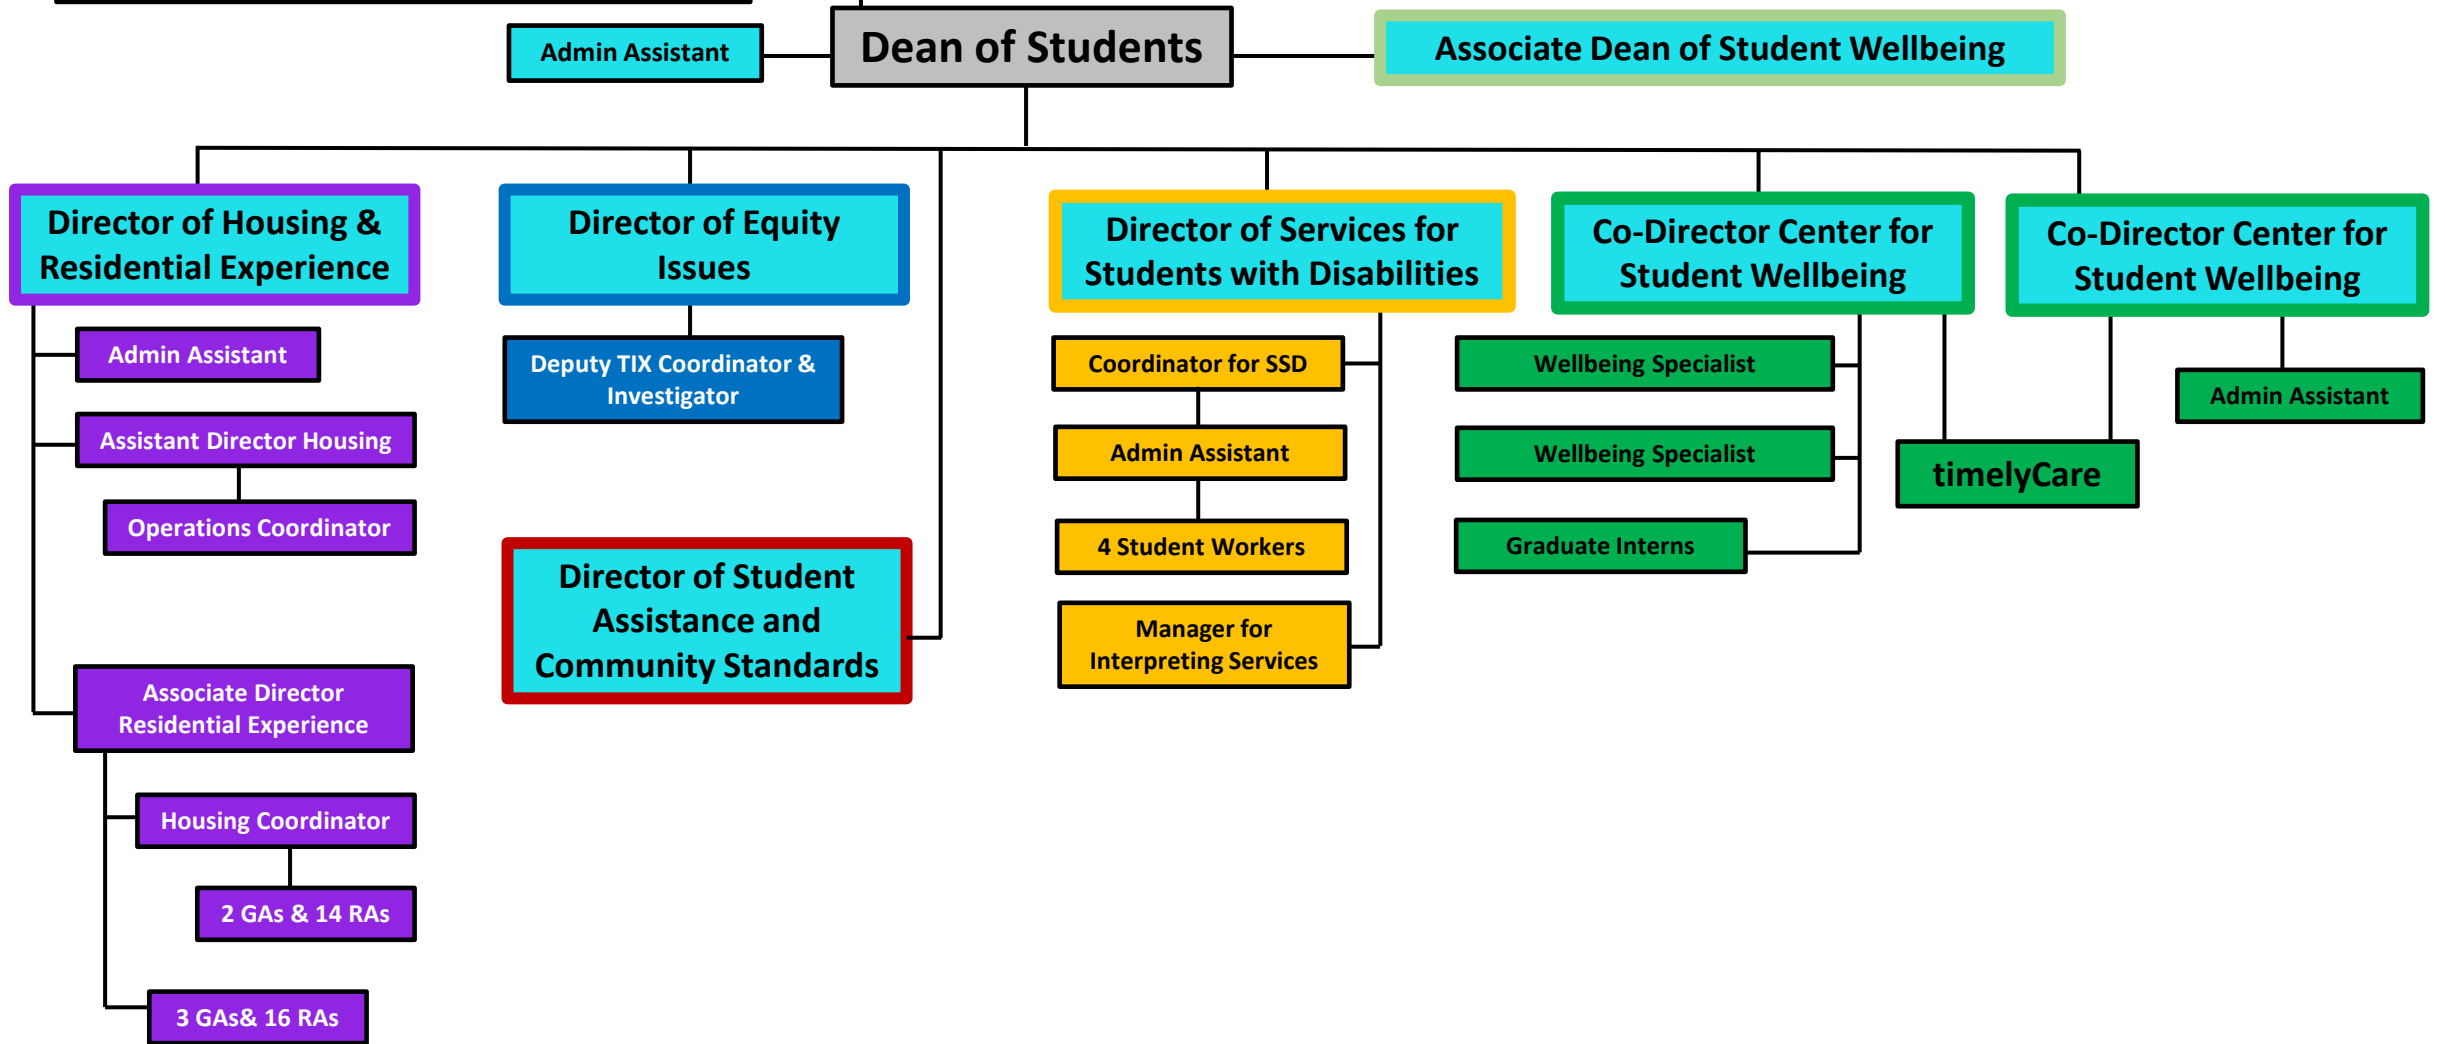 Admin Assistant
Dean of Students
Associate Dean of Student Wellbeing
Director of Housing &
Residential Experience
Admin Assistant
Assistant Director Housing
Operations Coordinator
Associate Director
Residential Experience
Housing Coordinator
2 GAs & 14 RAs
3 GAs& 16 RAs
Director of Equity
Issues
Deputy TIX Coordinator &
Investigator
Director of Student
Assistance and
Community Standards
Director of Services for
Students with Disabilities
Coordinator for SSD
Admin Assistant
4 Student Workers
Manager for
Interpreting Services
Co-Director Center for
Student Wellbeing
Wellbeing Specialist
Wellbeing Specialist
Graduate Interns
timelyCare
Co-Director Center for
Student Wellbeing
Admin Assistant